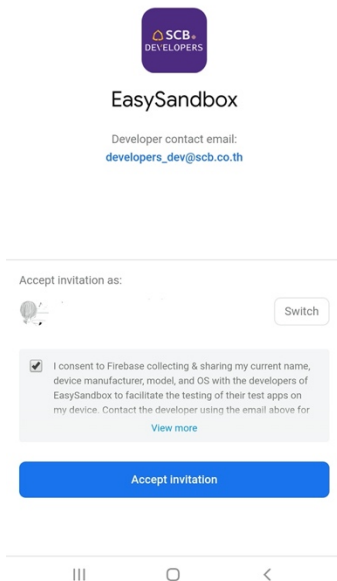 SCB
DEVELOPERS
EasySandbox
Developer contact email:
developers_dev@scb.co.th
Accept invitation as:
Switch
I consent to Firebase collecting & sharing my current name,
device manufacturer, model, and OS with the developers of
EasySandbox to facilitate the testing of their test apps on
my device. Contact the developer using the email above for
View more
Accept invitation